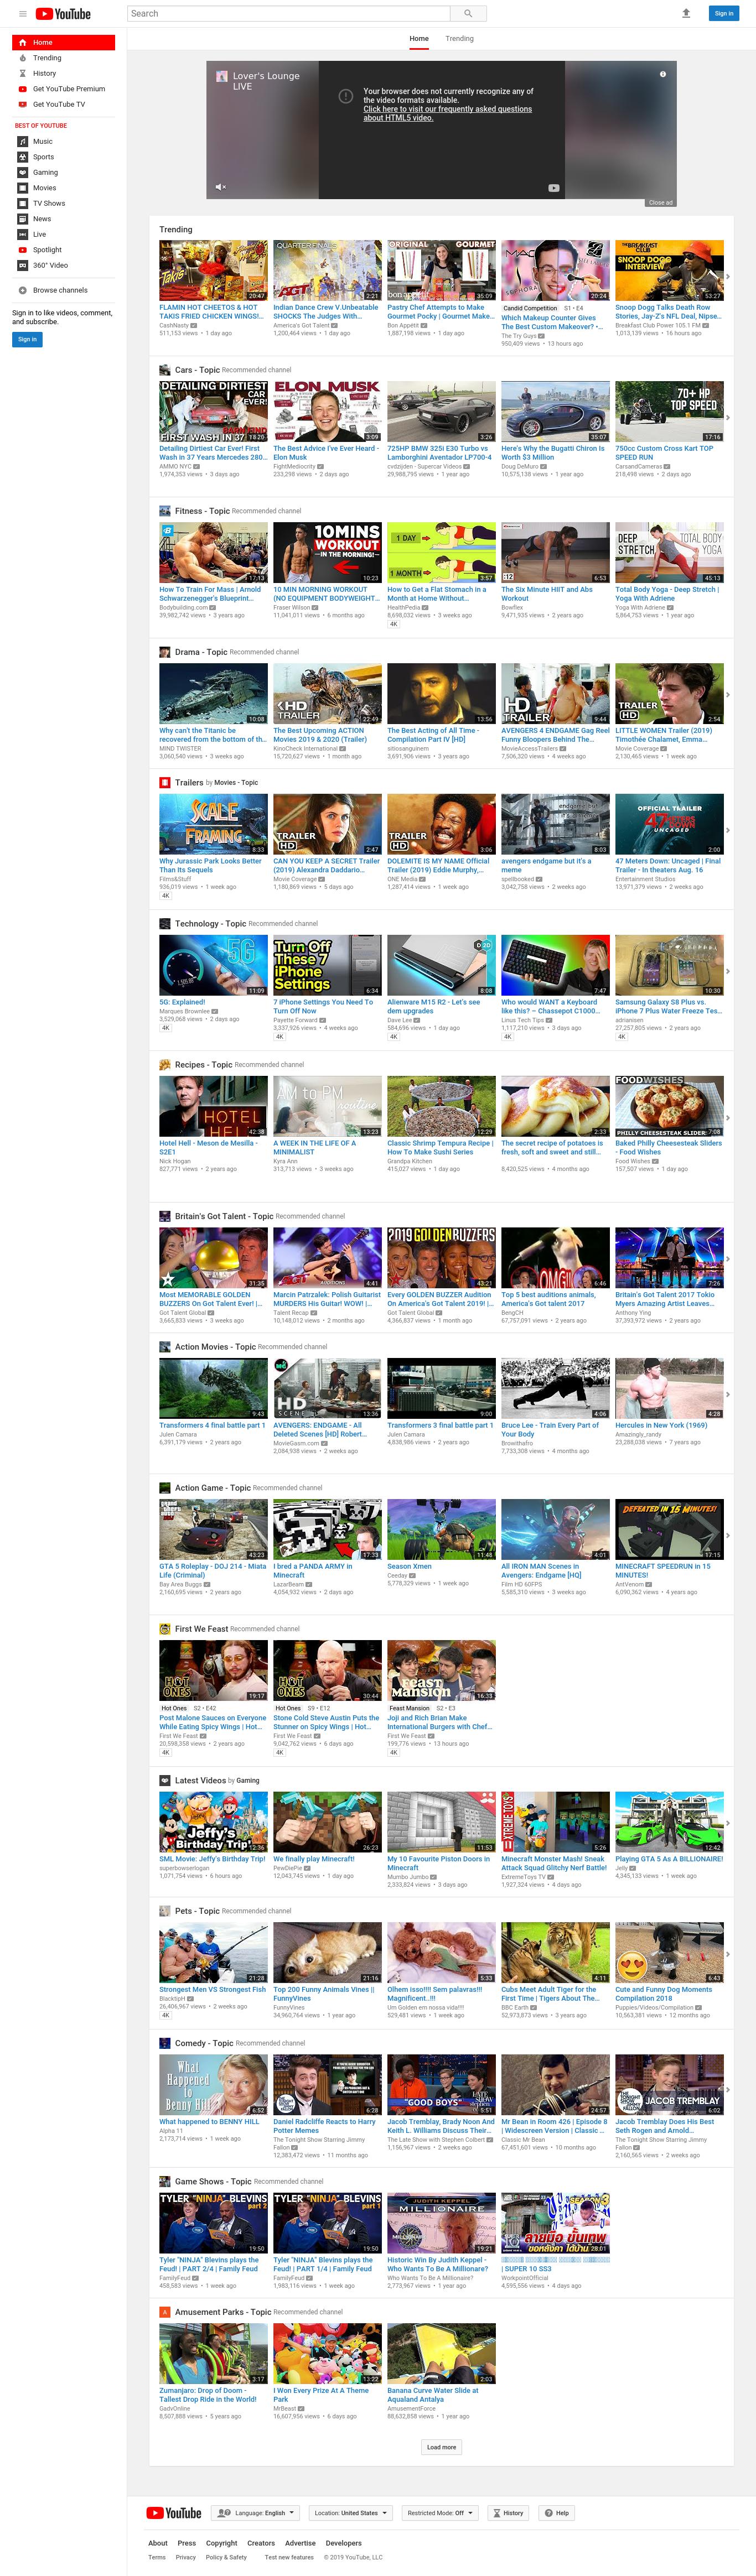 YouTube
Search
Sign in
Home
Trending
History
Get YouTube Premium
Get YouTube TV
BEST OF YOUTUBE
Music
Sports
Gaming
Movies
TV Shows
News
Live
Spotlight
360° Video
Browse channels
Sign in to like videos, comment,
and subscribe.
Sign in
Home Trending
Lover's Lounge
LIVE
Your browser does not currently recognize any of
the video formats available.
Click here to visit our frequently asked questions
about HTML5 video.
Close ad
Trending
FLAMIN HOT CHEETOS & HOT
TAKIS FRIED CHICKEN WINGS!...
CashNasty
511,153 views • 1 day ago
Indian Dance Crew V.Unbeatable
SHOCKS The Judges With...
America's Got Talent
1,200,464 views • 1 day ago
Pastry Chef Attempts to Make
Gourmet Pocky | Gourmet Make...
Bon Appétit
1,887,198 views • 1 day ago
Candid Competition S1 • E4
Which Makeup Counter Gives
The Best Custom Makeover? •...
The Try Guys
950,409 views • 13 hours ago
Snoop Dogg Talks Death Row
Stories, Jay-Z's NFL Deal, Nipse...
Breakfast Club Power 105.1 FM
1,013,139 views • 16 hours ago
Cars - Topic Recommended channel
Detailing Dirtiest Car Ever! First
Wash in 37 Years Mercedes 280...
AMMO NYC
1,974,353 views • 3 days ago
The Best Advice I've Ever Heard -
Elon Musk
FightMediocrity
233,298 views • 2 days ago
725HP BMW 325i E30 Turbo vs
Lamborghini Aventador LP700-4
cvdzijden - Supercar Videos
29,988,795 views • 1 year ago
Here's Why the Bugatti Chiron Is
Worth $3 Million
Doug DeMuro
10,575,138 views • 1 year ago
750cc Custom Cross Kart TOP
SPEED RUN
CarsandCameras
218,498 views • 2 days ago
Fitness - Topic Recommended channel
How To Train For Mass | Arnold
Schwarzenegger's Blueprint...
Bodybuilding.com
39,982,742 views • 3 years ago
10 MIN MORNING WORKOUT
(NO EQUIPMENT BODYWEIGHT...
Fraser Wilson
11,041,011 views • 6 months ago
How to Get a Flat Stomach in a
Month at Home Without...
HealthPedia
8,698,032 views • 3 weeks ago
4K
The Six Minute HIIT and Abs
Workout
Bowflex
9,471,935 views • 2 years ago
Total Body Yoga - Deep Stretch |
Yoga With Adriene
Yoga With Adriene
5,864,753 views • 1 year ago
Drama - Topic Recommended channel
Why can't the Titanic be
recovered from the bottom of th...
MIND TWISTER
3,060,540 views • 3 weeks ago
The Best Upcoming ACTION
Movies 2019 & 2020 (Trailer)
KinoCheck International
15,720,627 views • 1 month ago
The Best Acting of All Time -
Compilation Part IV [HD]
sitiosanguinem
3,691,906 views • 3 years ago
AVENGERS 4 ENDGAME Gag Reel
Funny Bloopers Behind The...
MovieAccessTrailers
7,506,320 views • 4 weeks ago
LITTLE WOMEN Trailer (2019)
Timothée Chalamet, Emma...
Movie Coverage
2,130,465 views • 1 week ago
Trailers by Movies - Topic
Why Jurassic Park Looks Better
Than Its Sequels
Films&Stuff
936,019 views • 1 week ago
4K
CAN YOU KEEP A SECRET Trailer
(2019) Alexandra Daddario...
Movie Coverage
1,180,869 views • 5 days ago
DOLEMITE IS MY NAME Official
Trailer (2019) Eddie Murphy,...
ONE Media
1,287,414 views • 1 week ago
avengers endgame but it's a
meme
spellbooked
3,042,758 views • 2 weeks ago
47 Meters Down: Uncaged | Final
Trailer - In theaters Aug. 16
Entertainment Studios
13,971,379 views • 2 weeks ago
Technology - Topic Recommended channel
5G: Explained!
Marques Brownlee
3,529,068 views • 2 days ago
4K
7 iPhone Settings You Need To
Turn Off Now
Payette Forward
3,337,926 views • 4 weeks ago
4K
Alienware M15 R2 - Let's see
dem upgrades
Dave Lee
584,696 views • 1 day ago
4K
Who would WANT a Keyboard
like this? – Chassepot C1000...
Linus Tech Tips
1,117,210 views • 3 days ago
4K
Samsung Galaxy S8 Plus vs.
iPhone 7 Plus Water Freeze Tes...
adrianisen
27,257,805 views • 2 years ago
4K
Recipes - Topic Recommended channel
Hotel Hell - Meson de Mesilla -
S2E1
Nick Hogan
827,771 views • 2 years ago
A WEEK IN THE LIFE OF A
MINIMALIST
Kyra Ann
313,713 views • 3 weeks ago
Classic Shrimp Tempura Recipe |
How To Make Sushi Series
Grandpa Kitchen
415,027 views • 1 day ago
The secret recipe of potatoes is
fresh, soft and sweet and still...
8,420,525 views • 4 months ago
Baked Philly Cheesesteak Sliders
- Food Wishes
Food Wishes
157,507 views • 1 day ago
Britain's Got Talent - Topic Recommended channel
Most MEMORABLE GOLDEN
BUZZERS On Got Talent Ever! |...
Got Talent Global
3,665,833 views • 3 weeks ago
Marcin Patrzalek: Polish Guitarist
MURDERS His Guitar! WOW! |...
Talent Recap
10,148,012 views • 2 months ago
Every GOLDEN BUZZER Audition
On America's Got Talent 2019! |...
Got Talent Global
4,366,837 views • 1 month ago
Top 5 best auditions animals,
America's Got talent 2017
BengCH
67,757,091 views • 2 years ago
Britain's Got Talent 2017 Tokio
Myers Amazing Artist Leaves...
Anthony Ying
37,393,972 views • 2 years ago
Action Movies - Topic Recommended channel
Transformers 4 final battle part 1
Julen Camara
6,391,179 views • 2 years ago
AVENGERS: ENDGAME - All
Deleted Scenes [HD] Robert...
MovieGasm.com
2,084,938 views • 2 weeks ago
Transformers 3 final battle part 1
Julen Camara
4,838,986 views • 2 years ago
Bruce Lee - Train Every Part of
Your Body
Browithafro
7,733,308 views • 4 months ago
Hercules in New York (1969)
Amazingly_randy
23,288,038 views • 7 years ago
Action Game - Topic Recommended channel
GTA 5 Roleplay - DOJ 214 - Miata
Life (Criminal)
Bay Area Buggs
2,160,695 views • 2 years ago
I bred a PANDA ARMY in
Minecraft
LazarBeam
4,054,932 views • 2 days ago
Season Xmen
Ceeday
5,778,329 views • 1 week ago
All IRON MAN Scenes in
Avengers: Endgame [HQ]
Film HD 60FPS
5,585,310 views • 3 weeks ago
MINECRAFT SPEEDRUN in 15
MINUTES!
AntVenom
6,090,362 views • 4 years ago
First We Feast Recommended channel
Hot Ones S2 • E42
Post Malone Sauces on Everyone
While Eating Spicy Wings | Hot...
First We Feast
20,598,358 views • 2 years ago
4K
Hot Ones S9 • E12
Stone Cold Steve Austin Puts the
Stunner on Spicy Wings | Hot...
First We Feast
9,042,762 views • 6 days ago
4K
Feast Mansion S2 • E3
Joji and Rich Brian Make
International Burgers with Chef...
First We Feast
199,776 views • 13 hours ago
4K
Latest Videos by Gaming
SML Movie: Jeffy's Birthday Trip!
superbowserlogan
1,071,754 views • 6 hours ago
We finally play Minecraft!
PewDiePie
12,043,745 views • 1 day ago
My 10 Favourite Piston Doors in
Minecraft
Mumbo Jumbo
2,333,824 views • 3 days ago
Minecraft Monster Mash! Sneak
Attack Squad Glitchy Nerf Battle!
ExtremeToys TV
1,927,324 views • 4 days ago
Playing GTA 5 As A BILLIONAIRE!
Jelly
4,345,133 views • 1 week ago
Pets - Topic Recommended channel
Strongest Men VS Strongest Fish
BlacktipH
26,406,967 views • 2 weeks ago
4K
Top 200 Funny Animals Vines ||
FunnyVines
FunnyVines
34,960,764 views • 1 year ago
Olhem isso!!!! Sem palavras!!!
Magnificent..!!!
Um Golden em nossa vida!!!!
529,481 views • 1 week ago
Cubs Meet Adult Tiger for the
First Time | Tigers About The...
BBC Earth
52,973,873 views • 3 years ago
Cute and Funny Dog Moments
Compilation 2018
Puppies/Videos/Compilation
10,563,381 views • 12 months ago
Comedy - Topic Recommended channel
What happened to BENNY HILL
Alpha 11
2,173,714 views • 1 week ago
Daniel Radcliffe Reacts to Harry
Potter Memes
The Tonight Show Starring Jimmy
Fallon
12,383,472 views • 11 months ago
Jacob Tremblay, Brady Noon And
Keith L. Williams Discuss Their...
The Late Show with Stephen Colbert
1,156,967 views • 2 weeks ago
Mr Bean in Room 426 | Episode 8
| Widescreen Version | Classic ...
Classic Mr Bean
67,451,601 views • 10 months ago
Jacob Tremblay Does His Best
Seth Rogen and Arnold...
The Tonight Show Starring Jimmy
Fallon
2,160,565 views • 2 weeks ago
Game Shows - Topic Recommended channel
Tyler "NINJA" Blevins plays the
Feud! | PART 2/4 | Family Feud
FamilyFeud
458,583 views • 1 week ago
Tyler "NINJA" Blevins plays the
Feud! | PART 1/4 | Family Feud
FamilyFeud
1,983,116 views • 1 week ago
Historic Win By Judith Keppel -
Who Wants To Be A Millionaire?
Who Wants To Be A Millionaire?
2,773,967 views • 1 year ago
| SUPER 10 SS3
WorkpointOfficial
4,595,556 views • 4 days ago
Amusement Parks - Topic Recommended channel
Zumanjaro: Drop of Doom -
Tallest Drop Ride in the World!
GadvOnline
8,507,888 views • 5 years ago
I Won Every Prize At A Theme
Park
MrBeast
16,607,956 views • 6 days ago
Banana Curve Water Slide at
Aqualand Antalya
AmusementForce
88,632,858 views • 1 year ago
Load more
YouTube Language: English Location: United States Restricted Mode: Off History Help
About Press Copyright Creators Advertise Developers
Terms Privacy Policy & Safety Test new features © 2019 YouTube, LLC